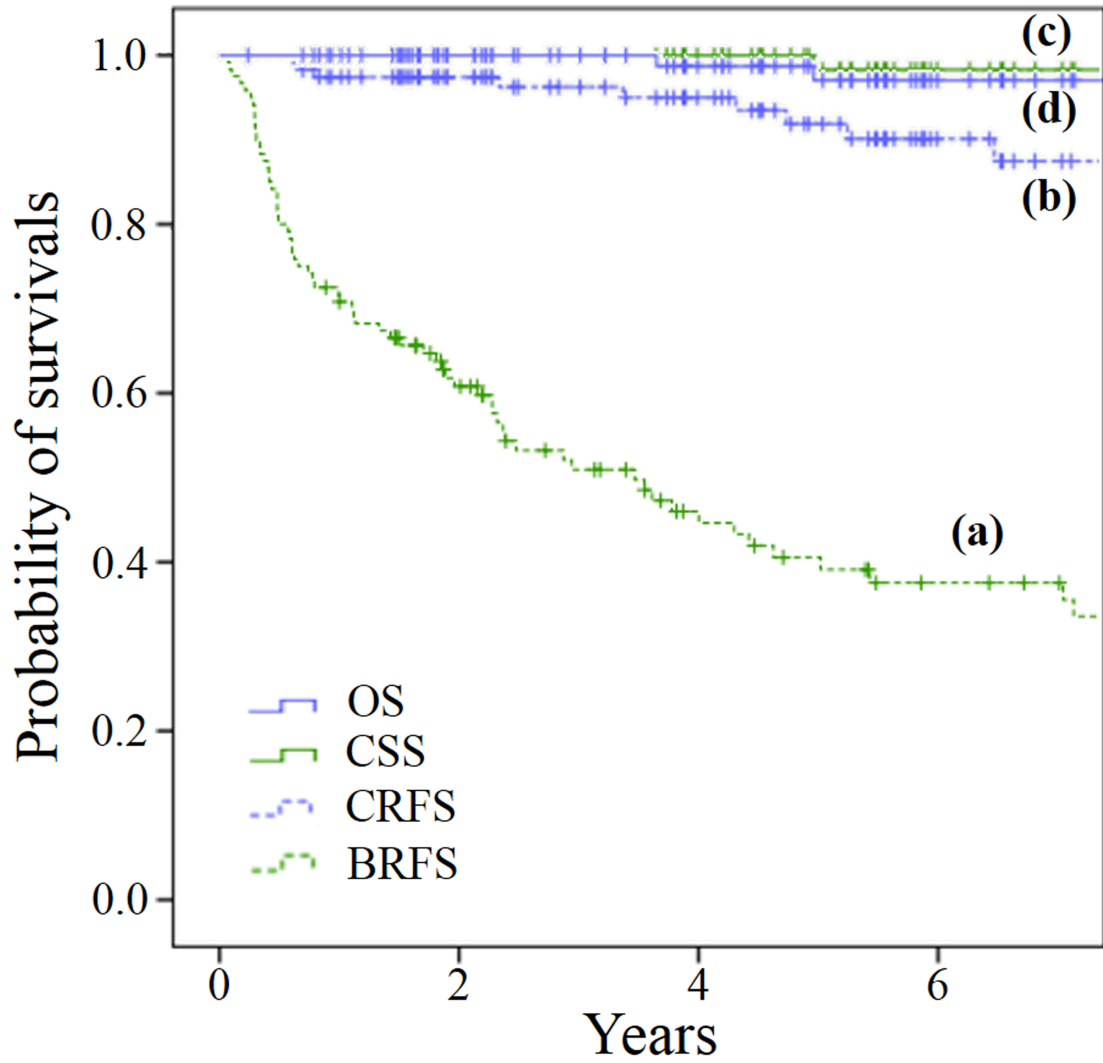 Probability of survivals
1.0
0.8
0.6
0.4
0.2
0.0
(c)
(d)
(b)
(a)
OS
CSS
CRFS
BRFS
0 2 4 6
Years